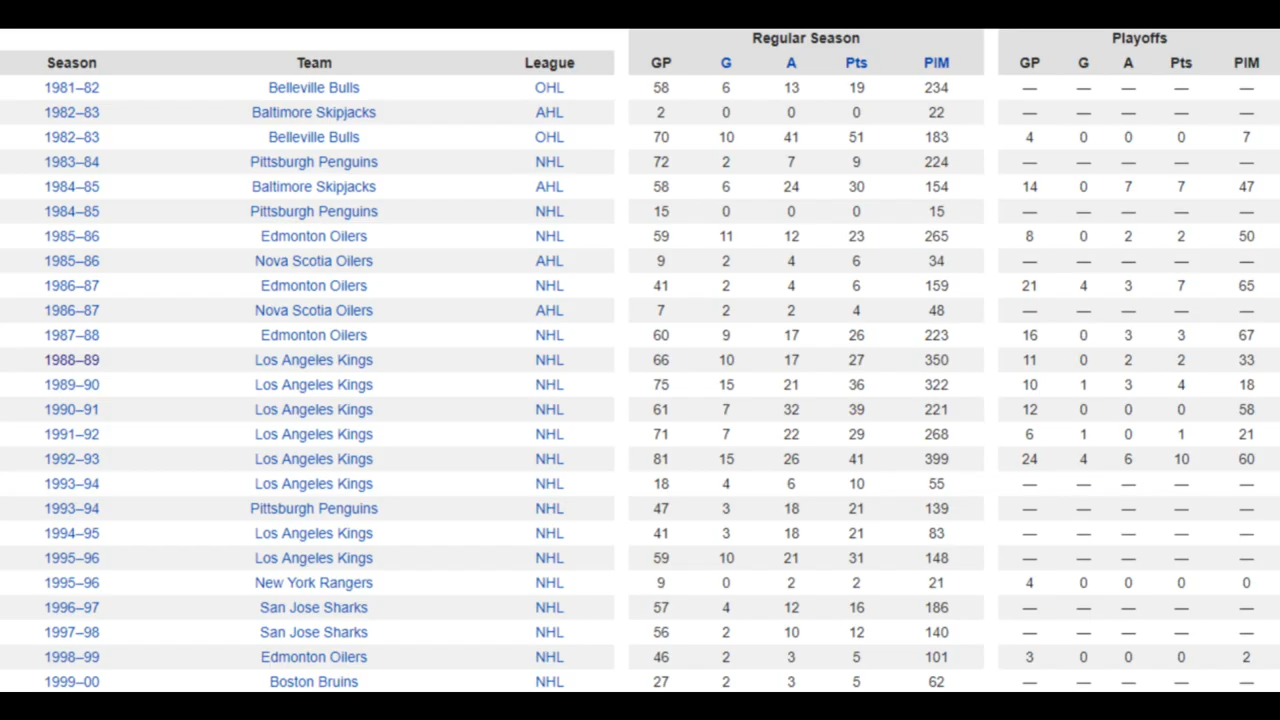 Regular Season Playoffs
Season Team League GP G A Pts PIM GP G A Pts PIM
1981–82 Belleville Bulls OHL 58 6 13 19 234 — — — — —
1982–83 Baltimore Skipjacks AHL 2 0 0 0 22 — — — — —
1982–83 Belleville Bulls OHL 70 10 41 51 183 4 0 0 0 7
1983–84 Pittsburgh Penguins NHL 72 2 7 9 224 — — — — —
1984–85 Baltimore Skipjacks AHL 58 6 24 30 154 14 0 7 7 47
1984–85 Pittsburgh Penguins NHL 15 0 0 0 15 — — — — —
1985–86 Edmonton Oilers NHL 59 11 12 23 265 8 0 2 2 50
1985–86 Nova Scotia Oilers AHL 9 2 4 6 34 — — — — —
1986–87 Edmonton Oilers NHL 41 2 4 6 159 21 4 3 7 65
1986–87 Nova Scotia Oilers AHL 7 2 2 4 48 — — — — —
1987–88 Edmonton Oilers NHL 60 9 17 26 223 16 0 3 3 67
1988–89 Los Angeles Kings NHL 66 10 17 27 350 11 0 2 2 33
1989–90 Los Angeles Kings NHL 75 15 21 36 322 10 1 3 4 18
1990–91 Los Angeles Kings NHL 61 7 32 39 221 12 0 0 0 58
1991–92 Los Angeles Kings NHL 71 7 22 29 268 6 1 0 1 21
1992–93 Los Angeles Kings NHL 81 15 26 41 399 24 4 6 10 60
1993–94 Los Angeles Kings NHL 18 4 6 10 55 — — — — —
1993–94 Pittsburgh Penguins NHL 47 3 18 21 139 — — — — —
1994–95 Los Angeles Kings NHL 41 3 18 21 83 — — — — —
1995–96 Los Angeles Kings NHL 59 10 21 31 148 — — — — —
1995–96 New York Rangers NHL 9 0 2 2 21 4 0 0 0 0
1996–97 San Jose Sharks NHL 57 4 12 16 186 — — — — —
1997–98 San Jose Sharks NHL 56 2 10 12 140 — — — — —
1998–99 Edmonton Oilers NHL 46 2 3 5 101 3 0 0 0 2
1999–00 Boston Bruins NHL 27 2 3 5 62 — — — — —